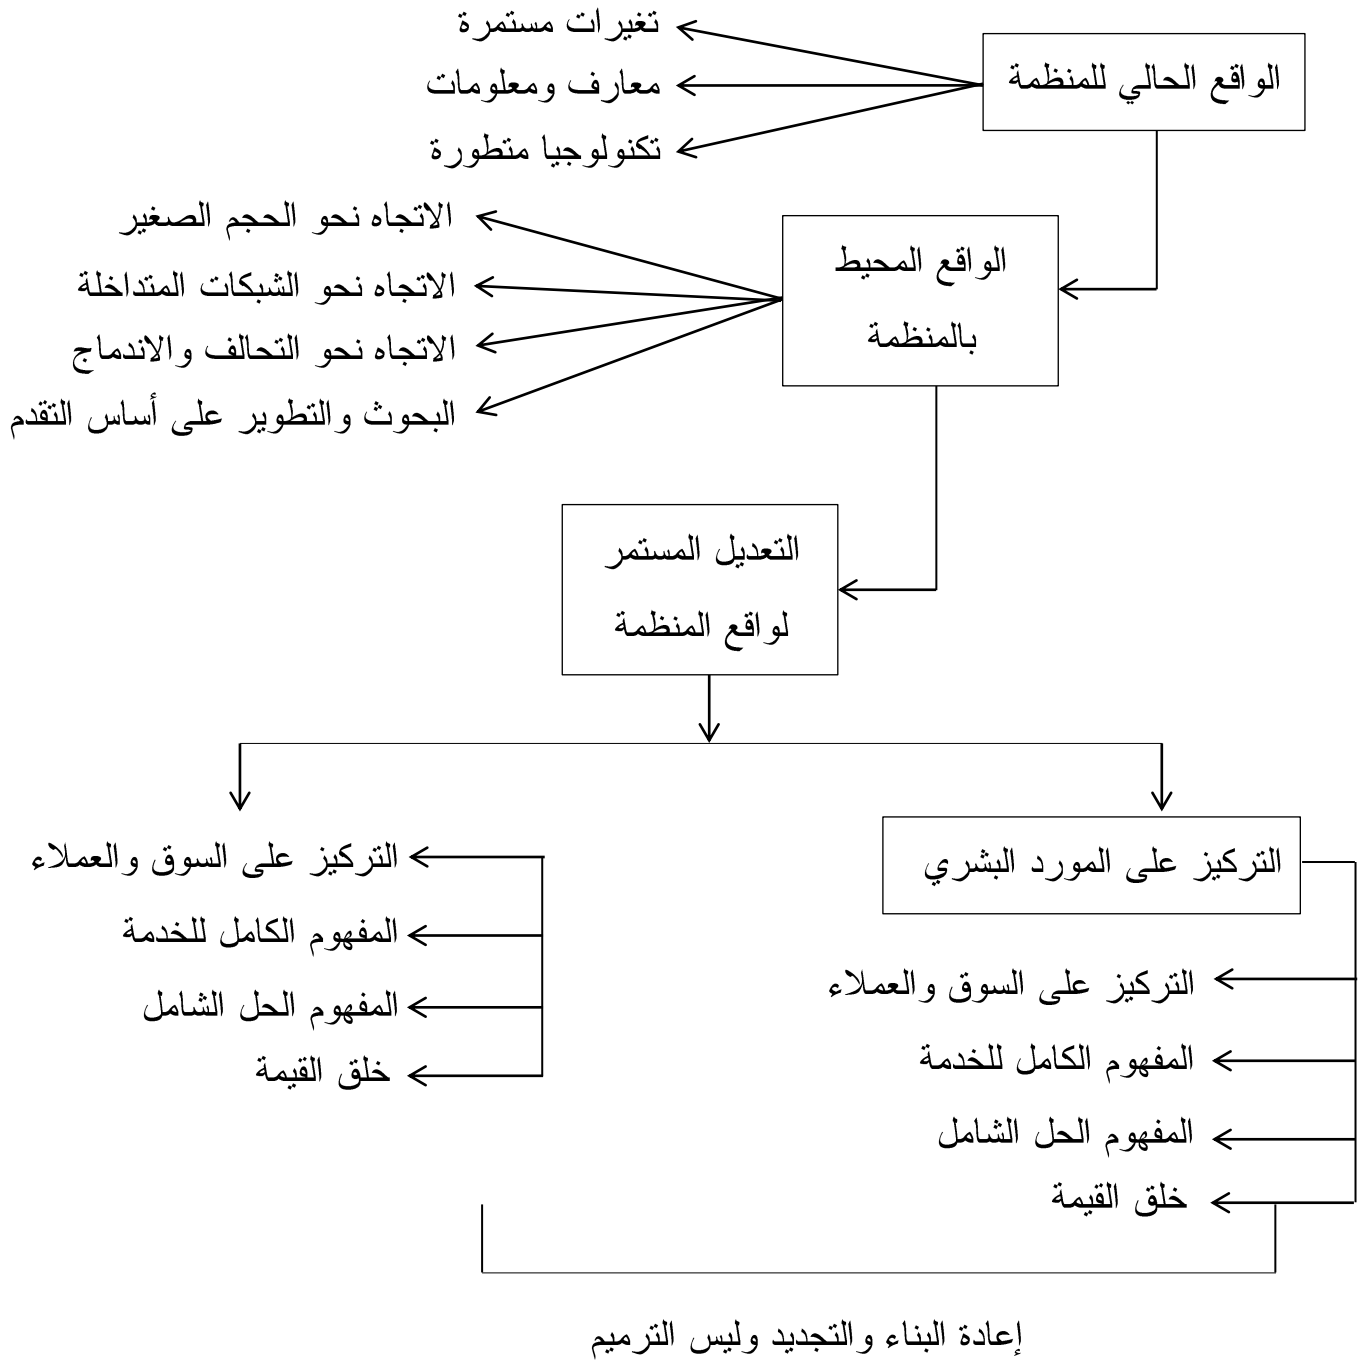 الواقع الحالي للمنظمة
تغيرات مستمرة
معارف ومعلومات
تكنولوجيا متطورة
الواقع المحيط
بالمنظمة
الاتجاه نحو الحجم الصغير
الاتجاه نحو الشبكات المتداخلة
الاتجاه نحو التحالف والاندماج
البحوث والتطوير على أساس التقدم
التعديل المستمر
لواقع المنظمة
التركيز على المورد البشري
التركيز على السوق والعملاء
المفهوم الكامل للخدمة
المفهوم الحل الشامل
خلق القيمة
التركيز على السوق والعملاء
المفهوم الكامل للخدمة
المفهوم الحل الشامل
خلق القيمة
إعادة البناء والتجديد وليس الترميم